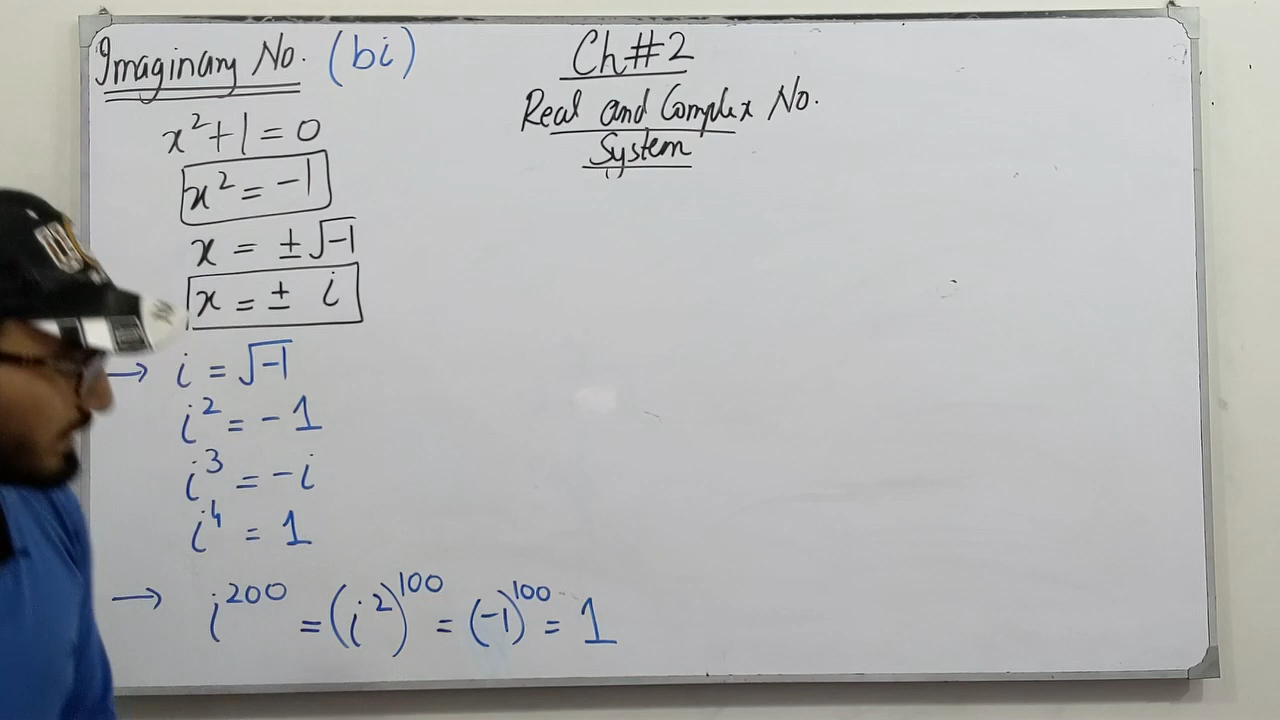 Imaginary No. (bi)
x² + 1 = 0
x² = -1
x = ± √-1
x = ± i
→ i = √-1
i² = - 1
i³ = - i
i⁴ = 1
→ i²⁰⁰ = (i²)¹⁰⁰ = (-1)¹⁰⁰ = 1
Ch#2
Real and Complex No.
System